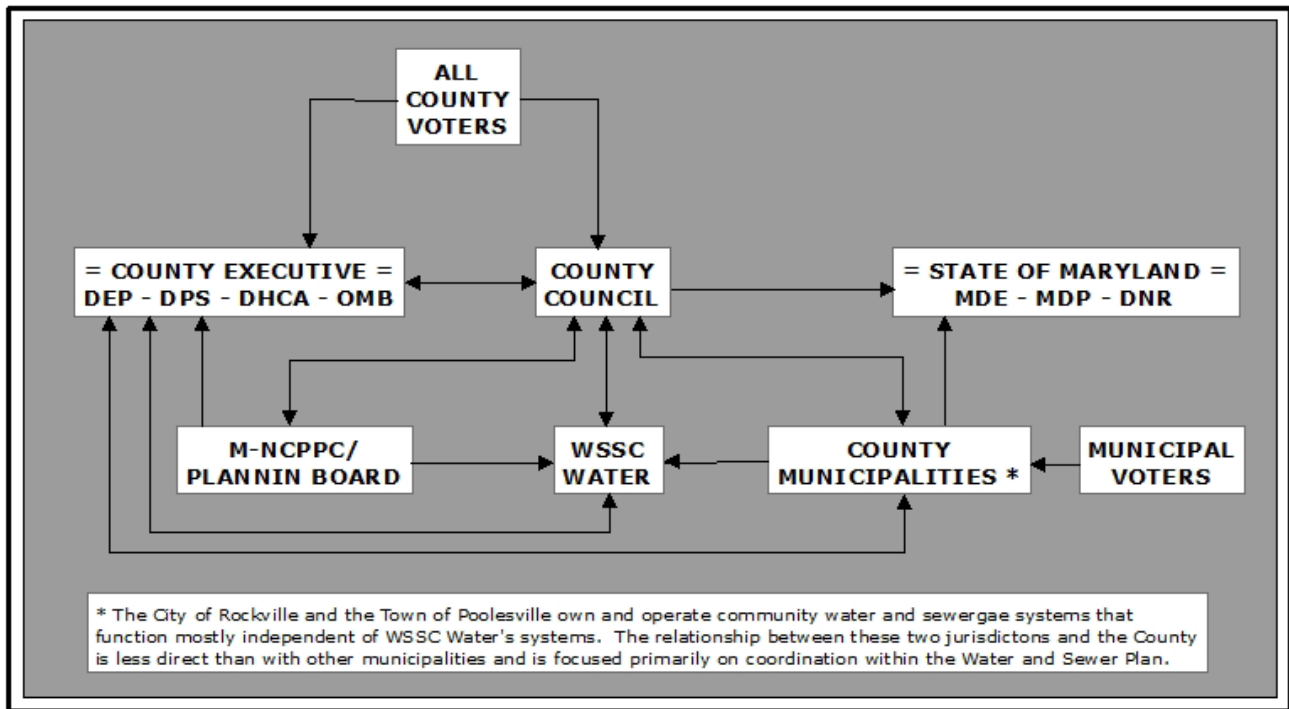 ALL
COUNTY
VOTERS
= COUNTY EXECUTIVE =
DEP - DPS - DHCA - OMB
COUNTY
COUNCIL
= STATE OF MARYLAND =
MDE - MDP - DNR
M-NCPPC/
PLANNIN BOARD
WSSC
WATER
COUNTY
MUNICIPALITIES *
MUNICIPAL
VOTERS
* The City of Rockville and the Town of Poolesville own and operate community water and sewergae systems that
function mostly independent of WSSC Water's systems.  The relationship between these two jurisdictons and the County
is less direct than with other municipalities and is focused primarily on coordination within the Water and Sewer Plan.